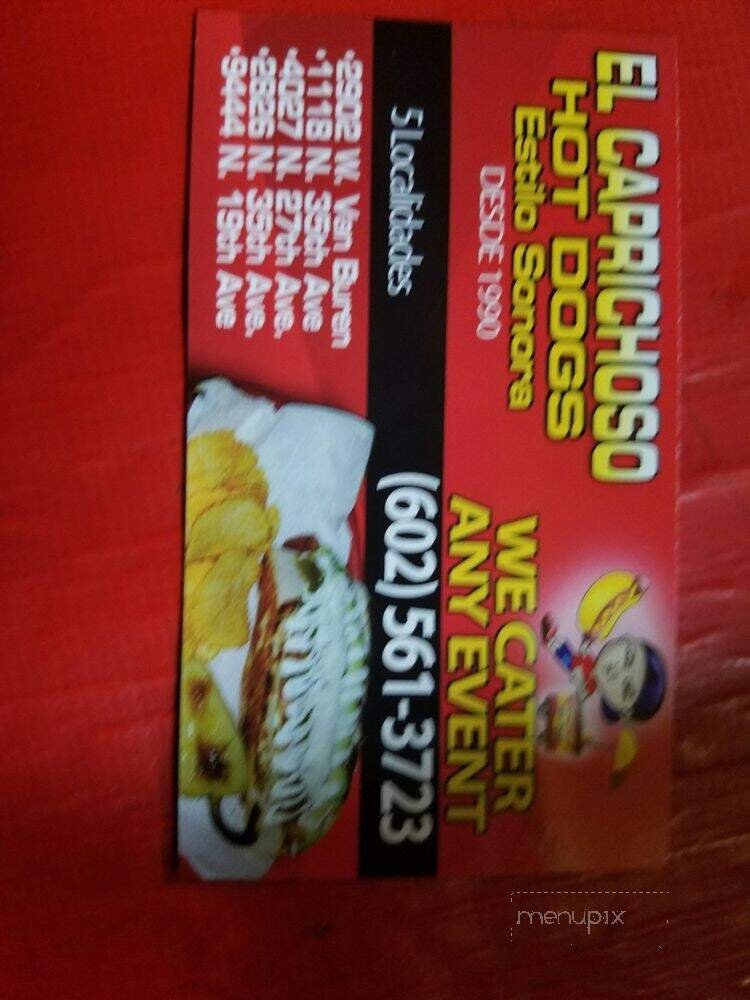 EL CAPRICHOSO
HOT DOGS
Estilo Sonora
DESDE 1990
WE CATER
ANY EVENT
5 Localidades
(602) 561-3723
•2902 W. Van Buren
•1118 N. 35th Ave
•4027 N. 27th Ave.
•2826 N. 35th Ave.
•9444 N. 19th Ave
menupix